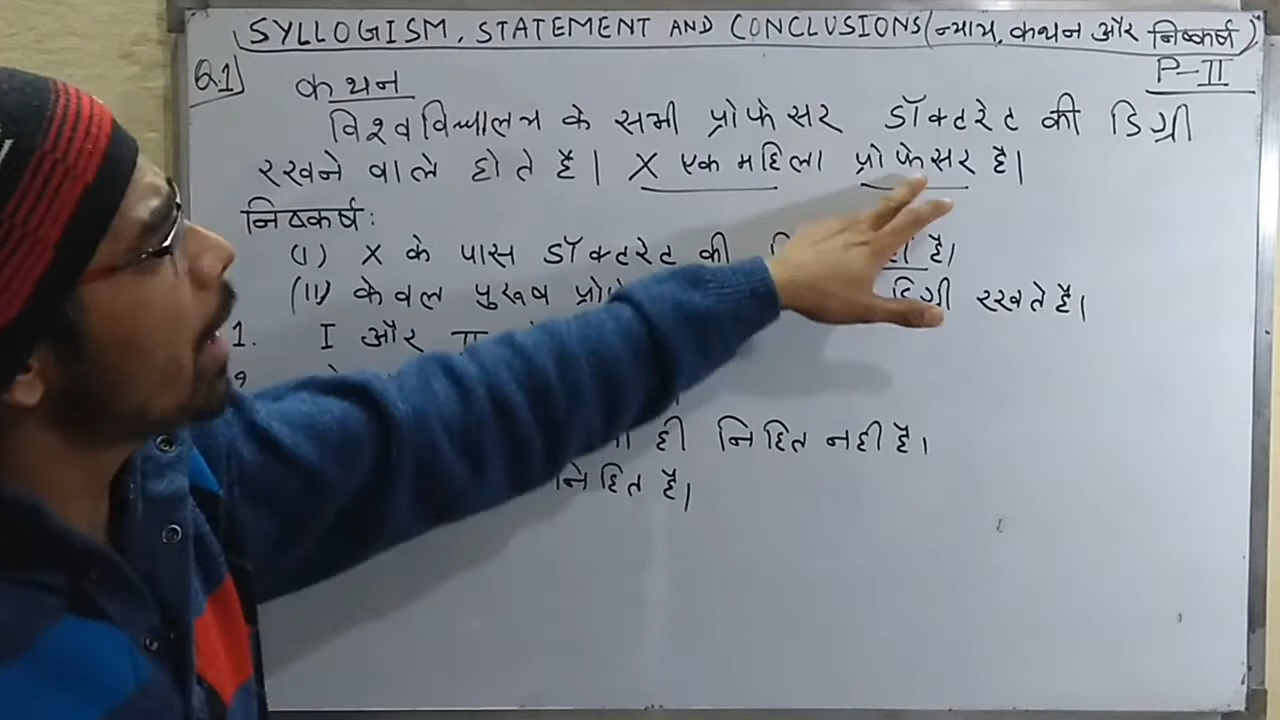 SYLLOGISM, STATEMENT AND CONCLUSIONS (न्याय, कथन और निष्कर्ष)
P-II
Q.1) कथन
विश्वविद्यालय के सभी प्रोफेसर डॉक्टरेट की डिग्री
रखने वाले होते है। X एक महिला प्रोफेसर है।
निष्कर्ष:
(I) X के पास डॉक्टरेट की है।
(II) केवल पुरुष डिग्री रखते है।
1. I और II
ही निहित नही है।
निहित है।